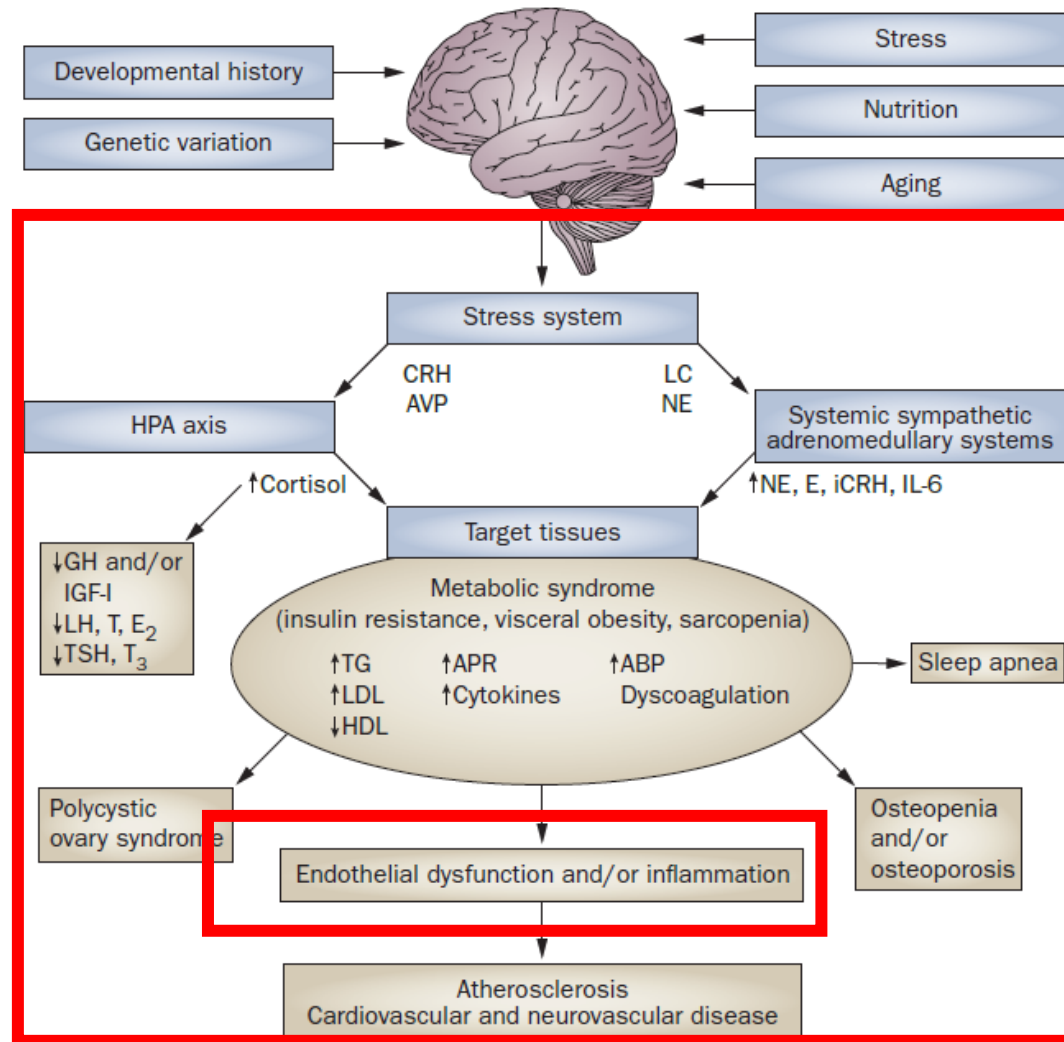 Developmental history
Genetic variation
Stress
Nutrition
Aging
Stress system
CRH
AVP
LC
NE
HPA axis
Systemic sympathetic
adrenomedullary systems
↑Cortisol
↑NE, E, iCRH, IL-6
↓GH and/or
IGF-I
↓LH, T, E₂
↓TSH, T₃
Target tissues
Metabolic syndrome
(insulin resistance, visceral obesity, sarcopenia)
↑TG ↑APR ↑ABP
↑LDL ↑Cytokines Dyscoagulation
↓HDL
Sleep apnea
Polycystic
ovary syndrome
Osteopenia
and/or
osteoporosis
Endothelial dysfunction and/or inflammation
Atherosclerosis
Cardiovascular and neurovascular disease